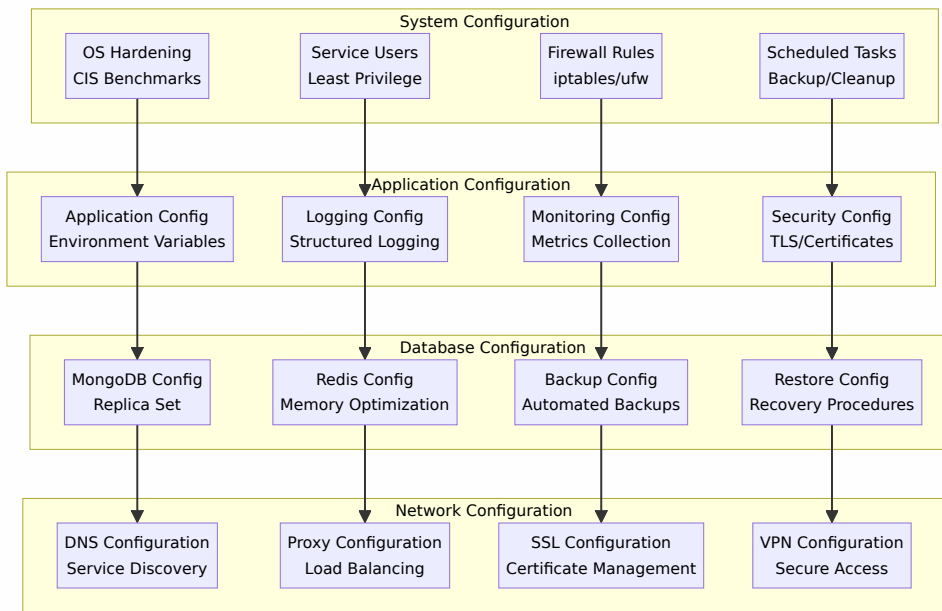 System Configuration
OS Hardening
CIS Benchmarks
Service Users
Least Privilege
Firewall Rules
iptables/ufw
Scheduled Tasks
Backup/Cleanup
Application Configuration
Application Config
Environment Variables
Logging Config
Structured Logging
Monitoring Config
Metrics Collection
Security Config
TLS/Certificates
Database Configuration
MongoDB Config
Replica Set
Redis Config
Memory Optimization
Backup Config
Automated Backups
Restore Config
Recovery Procedures
Network Configuration
DNS Configuration
Service Discovery
Proxy Configuration
Load Balancing
SSL Configuration
Certificate Management
VPN Configuration
Secure Access